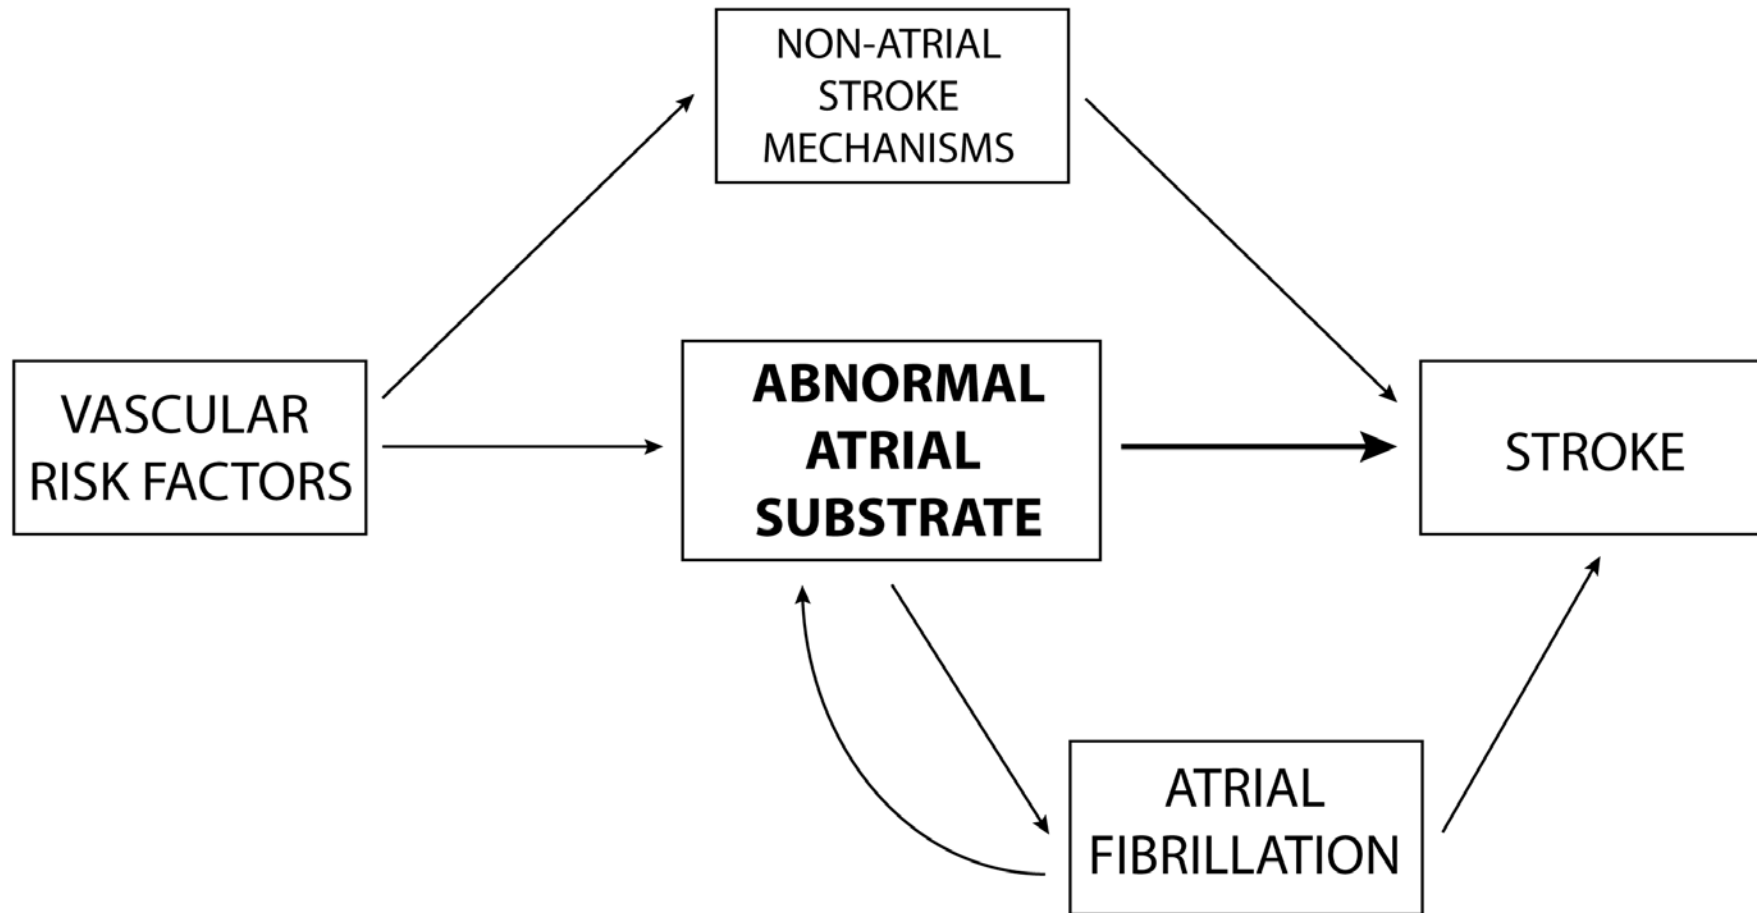 NON-ATRIAL
STROKE
MECHANISMS
VASCULAR
RISK FACTORS
ABNORMAL
ATRIAL
SUBSTRATE
STROKE
ATRIAL
FIBRILLATION